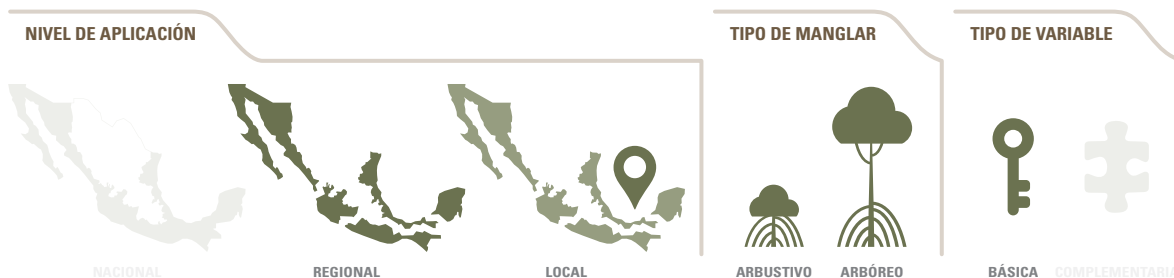 NIVEL DE APLICACIÓN
TIPO DE MANGLAR
TIPO DE VARIABLE
NACIONAL
REGIONAL
LOCAL
ARBUSTIVO
ARBÓREO
BÁSICA
COMPLEMENTARIA